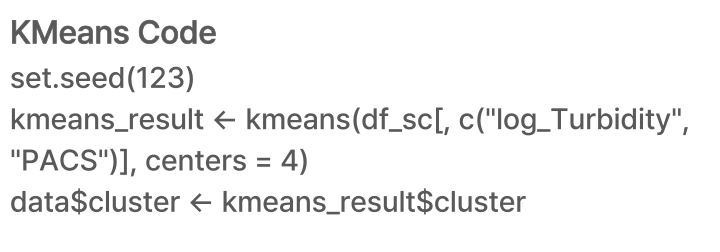 KMeans Code
set.seed(123)
kmeans_result ← kmeans(df_sc[, c("log_Turbidity",
"PACS")], centers = 4)
data$cluster ← kmeans_result$cluster